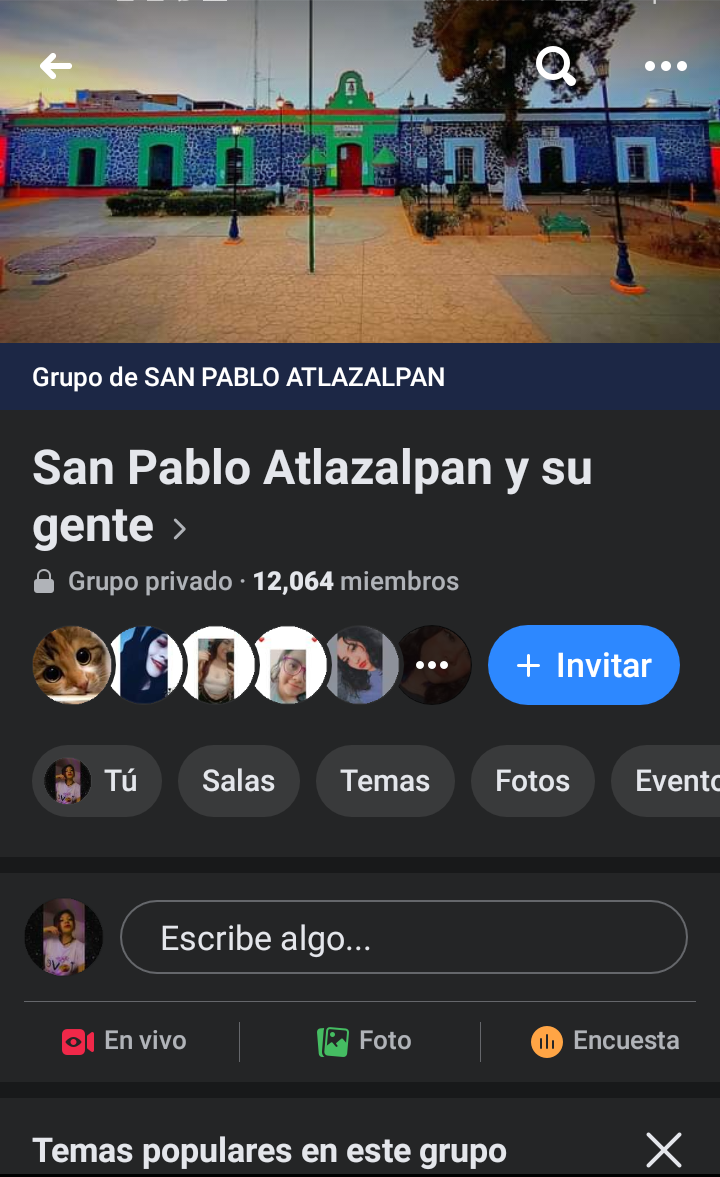 Grupo de SAN PABLO ATLAZALPAN
San Pablo Atlazalpan y su
gente
Grupo privado · 12,064 miembros
+ Invitar
Tú
Salas
Temas
Fotos
Evento
Escribe algo...
En vivo
Foto
Encuesta
Temas populares en este grupo